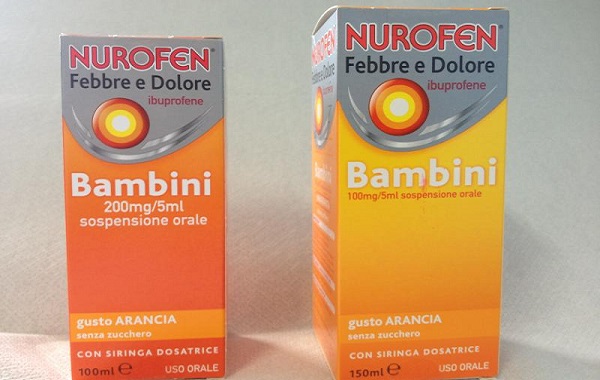 NUROFEN®
Febbre e Dolore
ibuprofene
Bambini
200mg/5ml
sospensione orale
gusto ARANCIA
senza zucchero
CON SIRINGA DOSATRICE
100ml e USO ORALE
NUROFEN®
Febbre e Dolore
ibuprofene
Bambini
100mg/5ml sospensione orale
gusto ARANCIA
senza zucchero
CON SIRINGA DOSATRICE
150ml e USO ORALE